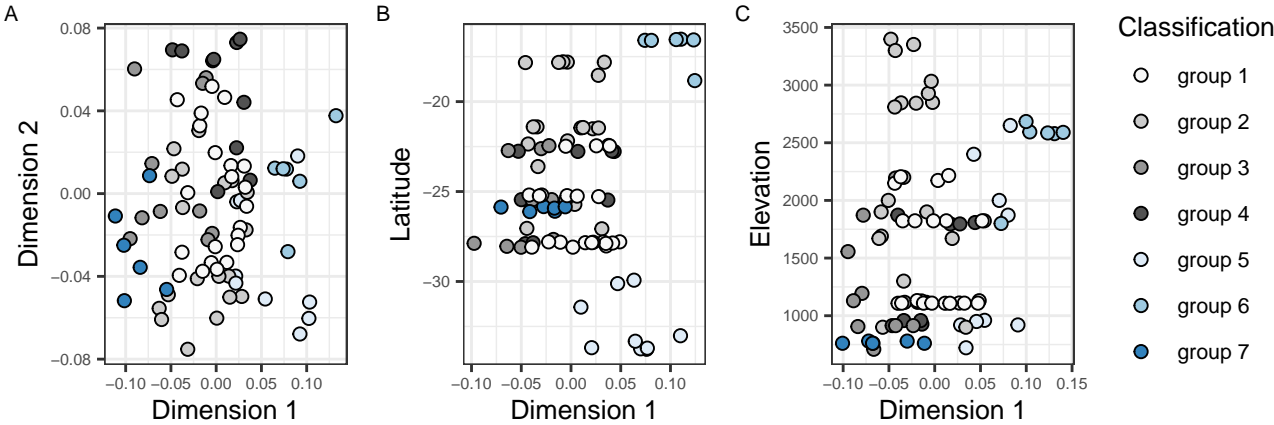 A
B
C
0.08
0.04
0.00
−0.04
−0.08
Dimension 2
−0.10
−0.05
0.00
0.05
0.10
Dimension 1
−20
−25
−30
Latitude
−0.10
−0.05
0.00
0.05
0.10
Dimension 1
3500
3000
2500
2000
1500
1000
Elevation
−0.10
−0.05
0.00
0.05
0.10
0.15
Dimension 1
Classification
group 1
group 2
group 3
group 4
group 5
group 6
group 7